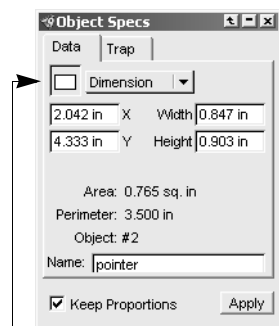 Object Specs
Data Trap
Dimension
2.042 in X Width 0.847 in
4.333 in Y Height 0.903 in
Area: 0.765 sq. in
Perimeter: 3.500 in
Object: #2
Name: pointer
Keep Proportions Apply